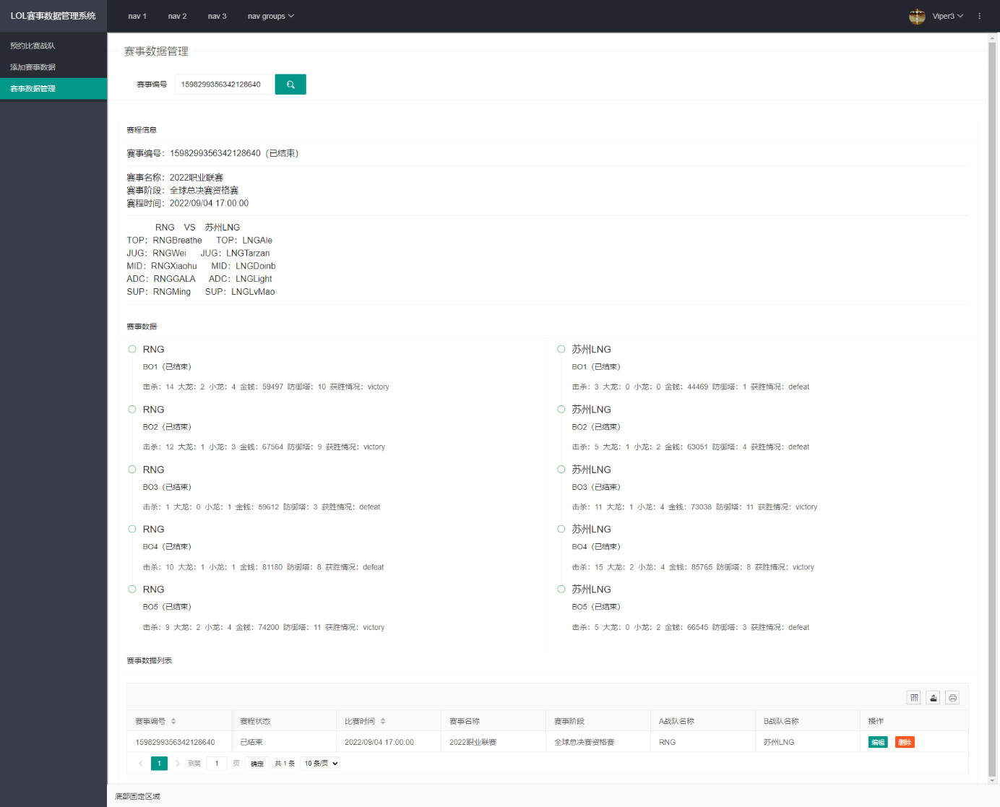 LOL赛事数据管理系统
nav 1
nav 2
nav 3
nav groups
Viper3
预约比赛战队
添加赛事数据
赛事数据管理
赛事数据管理
赛事编号 1598299356342128640
赛程信息
赛事编号：1598299356342128640（已结束）
赛事名称：2022职业联赛
赛事阶段：全球总决赛资格赛
赛程时间：2022/09/04 17:00:00
RNG VS 苏州LNG
TOP：RNGBreathe TOP：LNGAle
JUG：RNGWei JUG：LNGTarzan
MID：RNGXiaohu MID：LNGDoinb
ADC：RNGGALA ADC：LNGLight
SUP：RNGMing SUP：LNGLvMao
赛事数据
RNG
BO1（已结束）
击杀：14 大龙：2 小龙：4 金钱：59497 防御塔：10 获胜情况：victory
RNG
BO2（已结束）
击杀：12 大龙：1 小龙：3 金钱：67564 防御塔：9 获胜情况：victory
RNG
BO3（已结束）
击杀：1 大龙：0 小龙：1 金钱：59612 防御塔：3 获胜情况：defeat
RNG
BO4（已结束）
击杀：10 大龙：1 小龙：1 金钱：81180 防御塔：8 获胜情况：defeat
RNG
BO5（已结束）
击杀：9 大龙：2 小龙：4 金钱：74200 防御塔：11 获胜情况：victory
苏州LNG
BO1（已结束）
击杀：3 大龙：0 小龙：0 金钱：44469 防御塔：1 获胜情况：defeat
苏州LNG
BO2（已结束）
击杀：5 大龙：1 小龙：2 金钱：63051 防御塔：4 获胜情况：defeat
苏州LNG
BO3（已结束）
击杀：11 大龙：1 小龙：4 金钱：73038 防御塔：11 获胜情况：victory
苏州LNG
BO4（已结束）
击杀：15 大龙：2 小龙：4 金钱：85765 防御塔：8 获胜情况：victory
苏州LNG
BO5（已结束）
击杀：5 大龙：0 小龙：2 金钱：66545 防御塔：3 获胜情况：defeat
赛事数据列表
赛事编号 赛程状态 比赛时间 赛事名称 赛事阶段 A战队名称 B战队名称 操作
1598299356342128640 已结束 2022/09/04 17:00:00 2022职业联赛 全球总决赛资格赛 RNG 苏州LNG 编辑 删除
1 到第 1 页 确定 共 1 条 10 条/页
底部固定区域